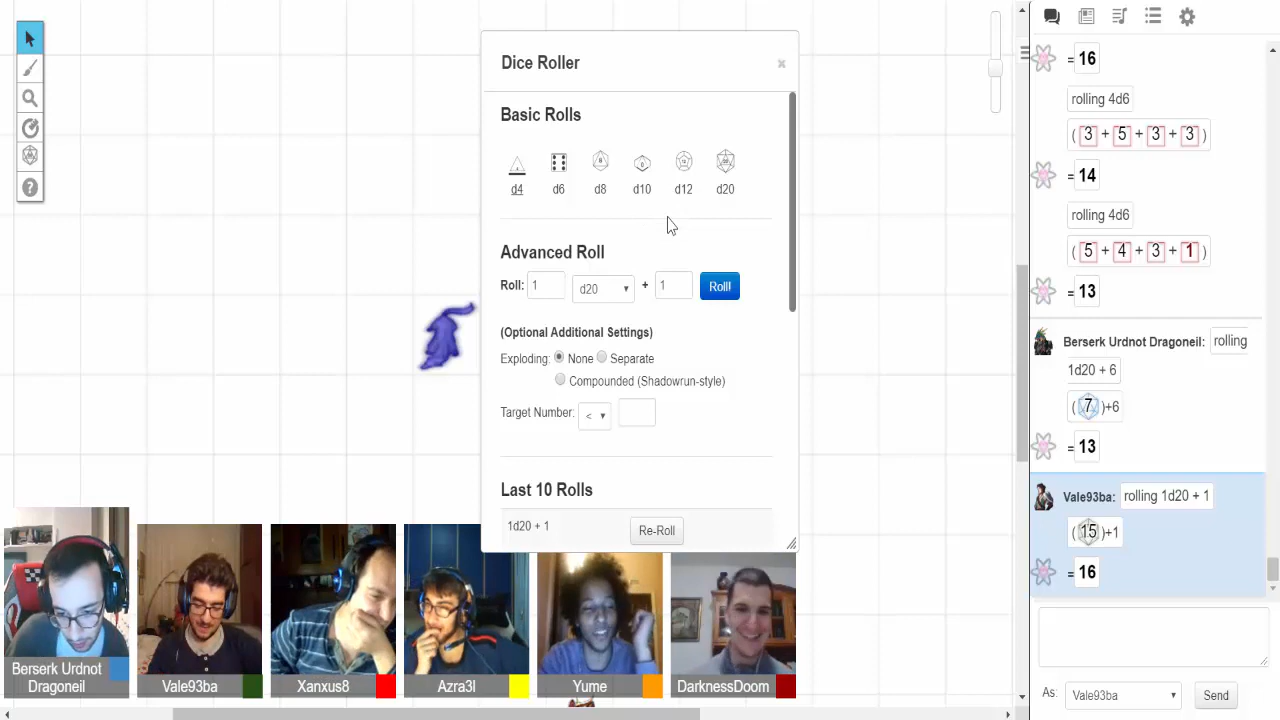 Dice Roller
×
Basic Rolls
d4 d6 d8 d10 d12 d20
Advanced Roll
Roll: 1 d20 + 1 Roll!
(Optional Additional Settings)
Exploding: None Separate
Compounded (Shadowrun-style)
Target Number: <
Last 10 Rolls
1d20 + 1 Re-Roll
= 16
rolling 4d6
( 3 + 5 + 3 + 3 )
= 14
rolling 4d6
( 5 + 4 + 3 + 1 )
= 13
Berserk Urdnot Dragoneil: rolling
1d20 + 6
( 7 )+6
= 13
Vale93ba: rolling 1d20 + 1
( 15 )+1
= 16
As: Vale93ba Send
Berserk Urdnot
Dragoneil
Vale93ba
Xanxus8
Azra3l
Yume
DarknessDoom